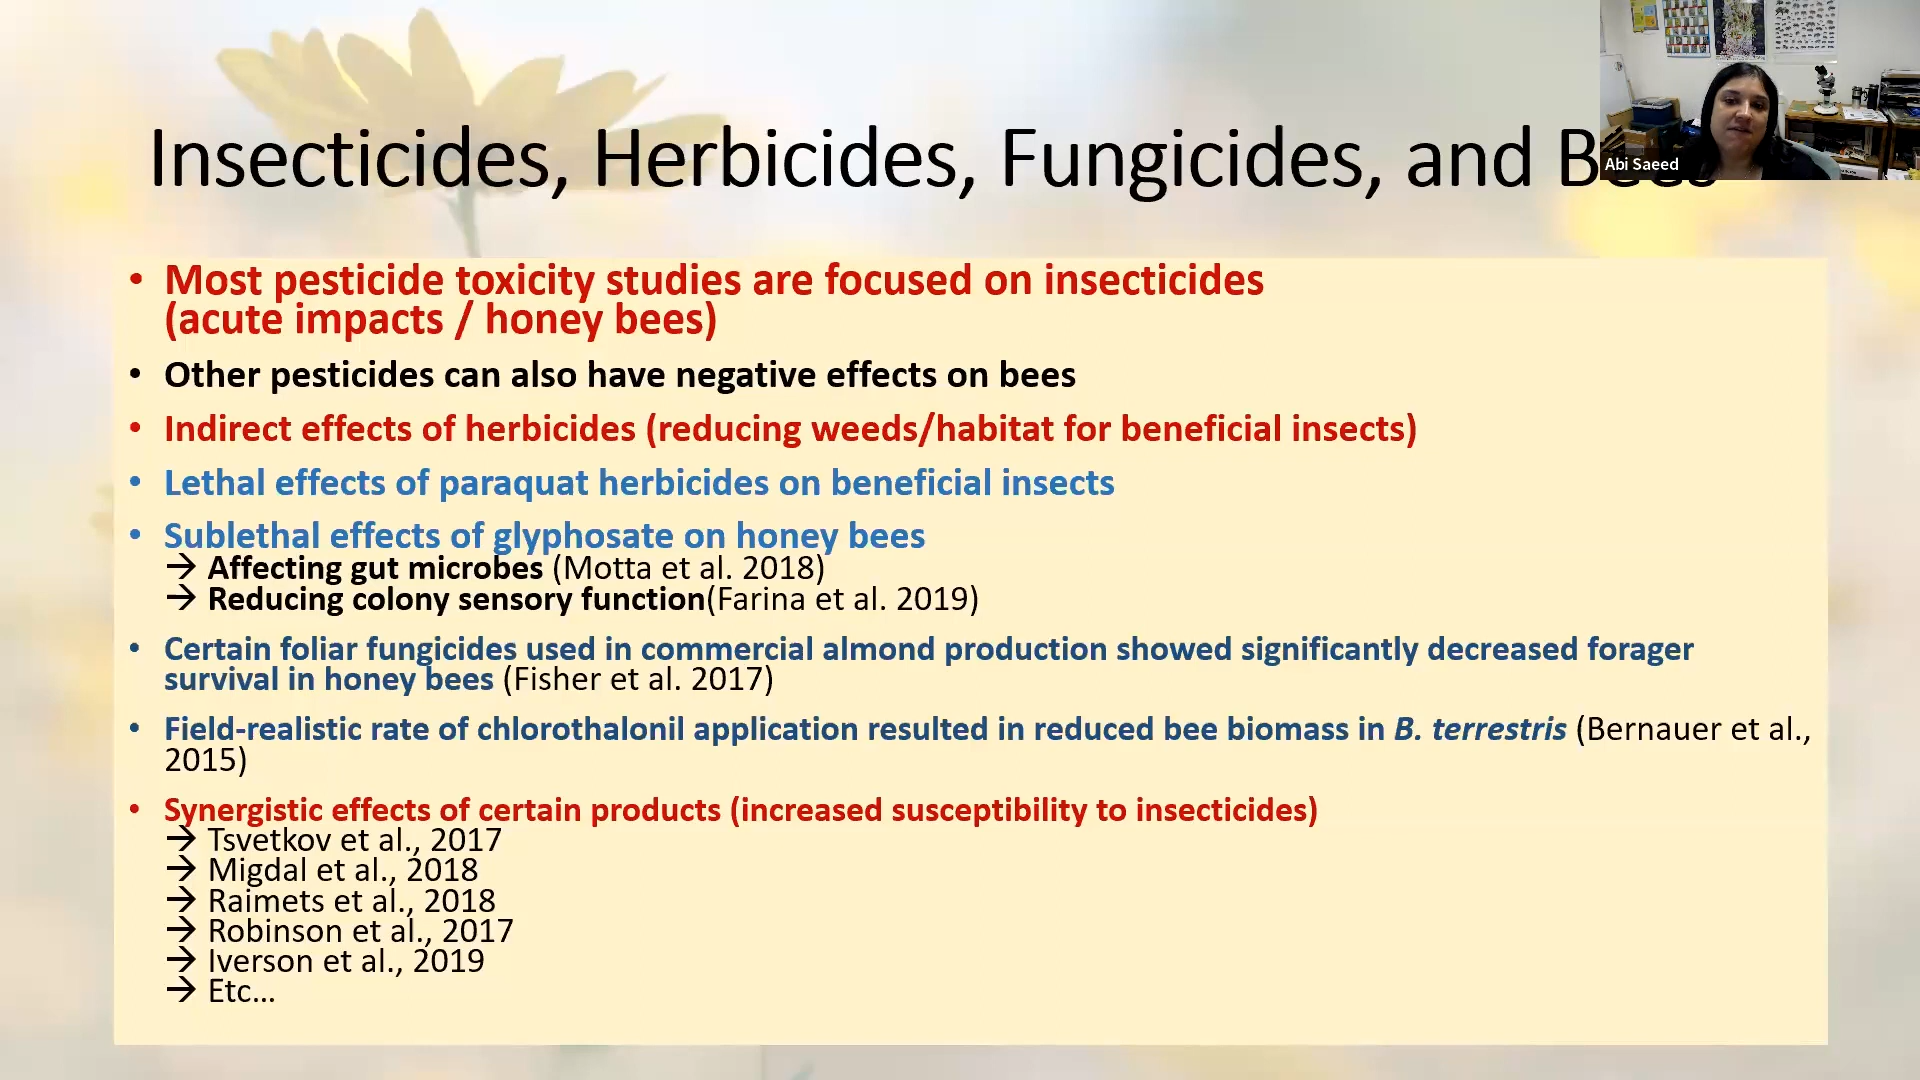 Insecticides, Herbicides, Fungicides, and Bees
Abi Saeed
• Most pesticide toxicity studies are focused on insecticides
(acute impacts / honey bees)
• Other pesticides can also have negative effects on bees
• Indirect effects of herbicides (reducing weeds/habitat for beneficial insects)
• Lethal effects of paraquat herbicides on beneficial insects
• Sublethal effects of glyphosate on honey bees
→ Affecting gut microbes (Motta et al. 2018)
→ Reducing colony sensory function(Farina et al. 2019)
• Certain foliar fungicides used in commercial almond production showed significantly decreased forager
survival in honey bees (Fisher et al. 2017)
• Field-realistic rate of chlorothalonil application resulted in reduced bee biomass in B. terrestris (Bernauer et al.,
2015)
• Synergistic effects of certain products (increased susceptibility to insecticides)
→ Tsvetkov et al., 2017
→ Migdal et al., 2018
→ Raimets et al., 2018
→ Robinson et al., 2017
→ Iverson et al., 2019
→ Etc…